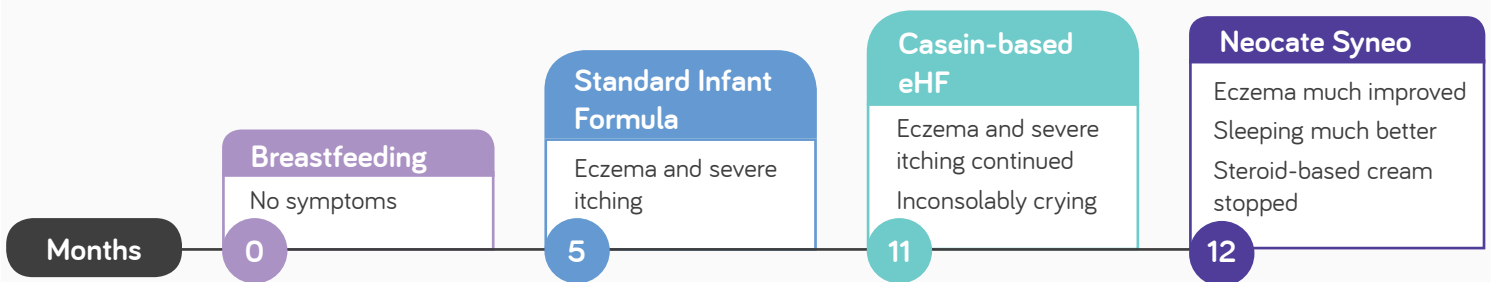 Months
0
Breastfeeding
No symptoms
5
Standard Infant
Formula
Eczema and severe
itching
11
Casein-based
eHF
Eczema and severe
itching continued
Inconsolably crying
12
Neocate Syneo
Eczema much improved
Sleeping much better
Steroid-based cream
stopped